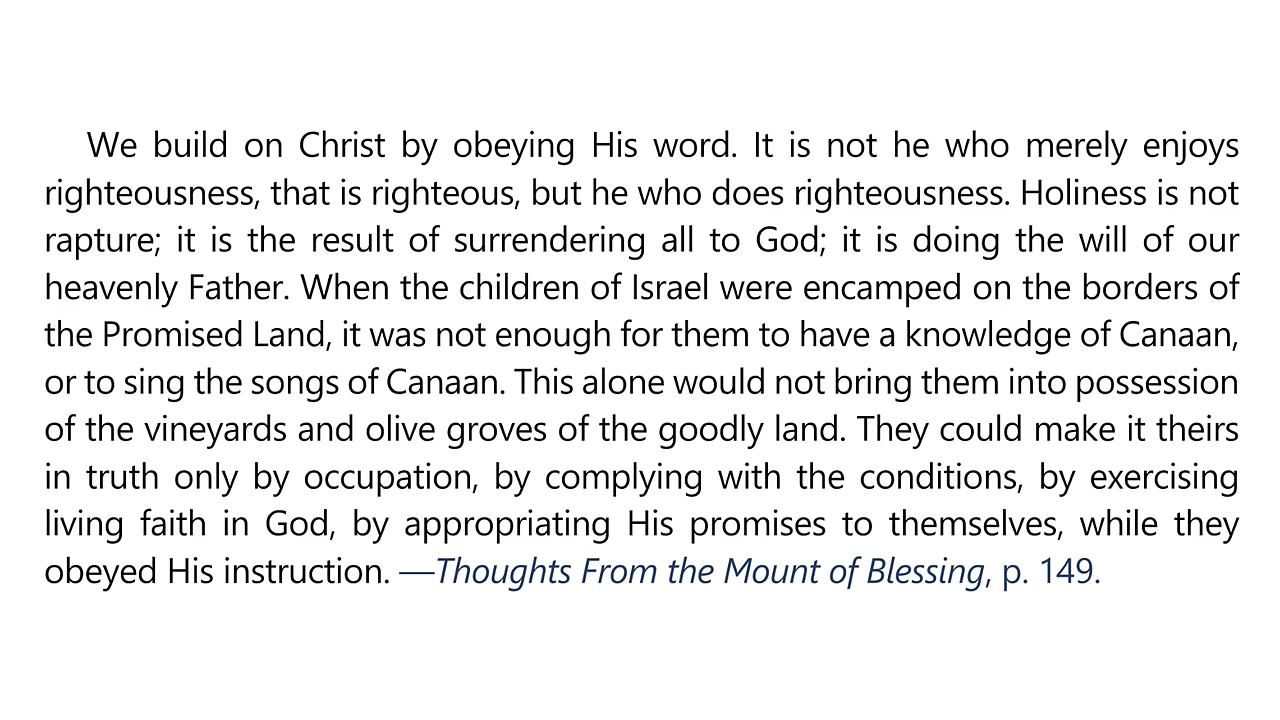 We build on Christ by obeying His word. It is not he who merely enjoys
righteousness, that is righteous, but he who does righteousness. Holiness is not
rapture; it is the result of surrendering all to God; it is doing the will of our
heavenly Father. When the children of Israel were encamped on the borders of
the Promised Land, it was not enough for them to have a knowledge of Canaan,
or to sing the songs of Canaan. This alone would not bring them into possession
of the vineyards and olive groves of the goodly land. They could make it theirs
in truth only by occupation, by complying with the conditions, by exercising
living faith in God, by appropriating His promises to themselves, while they
obeyed His instruction. —Thoughts From the Mount of Blessing, p. 149.